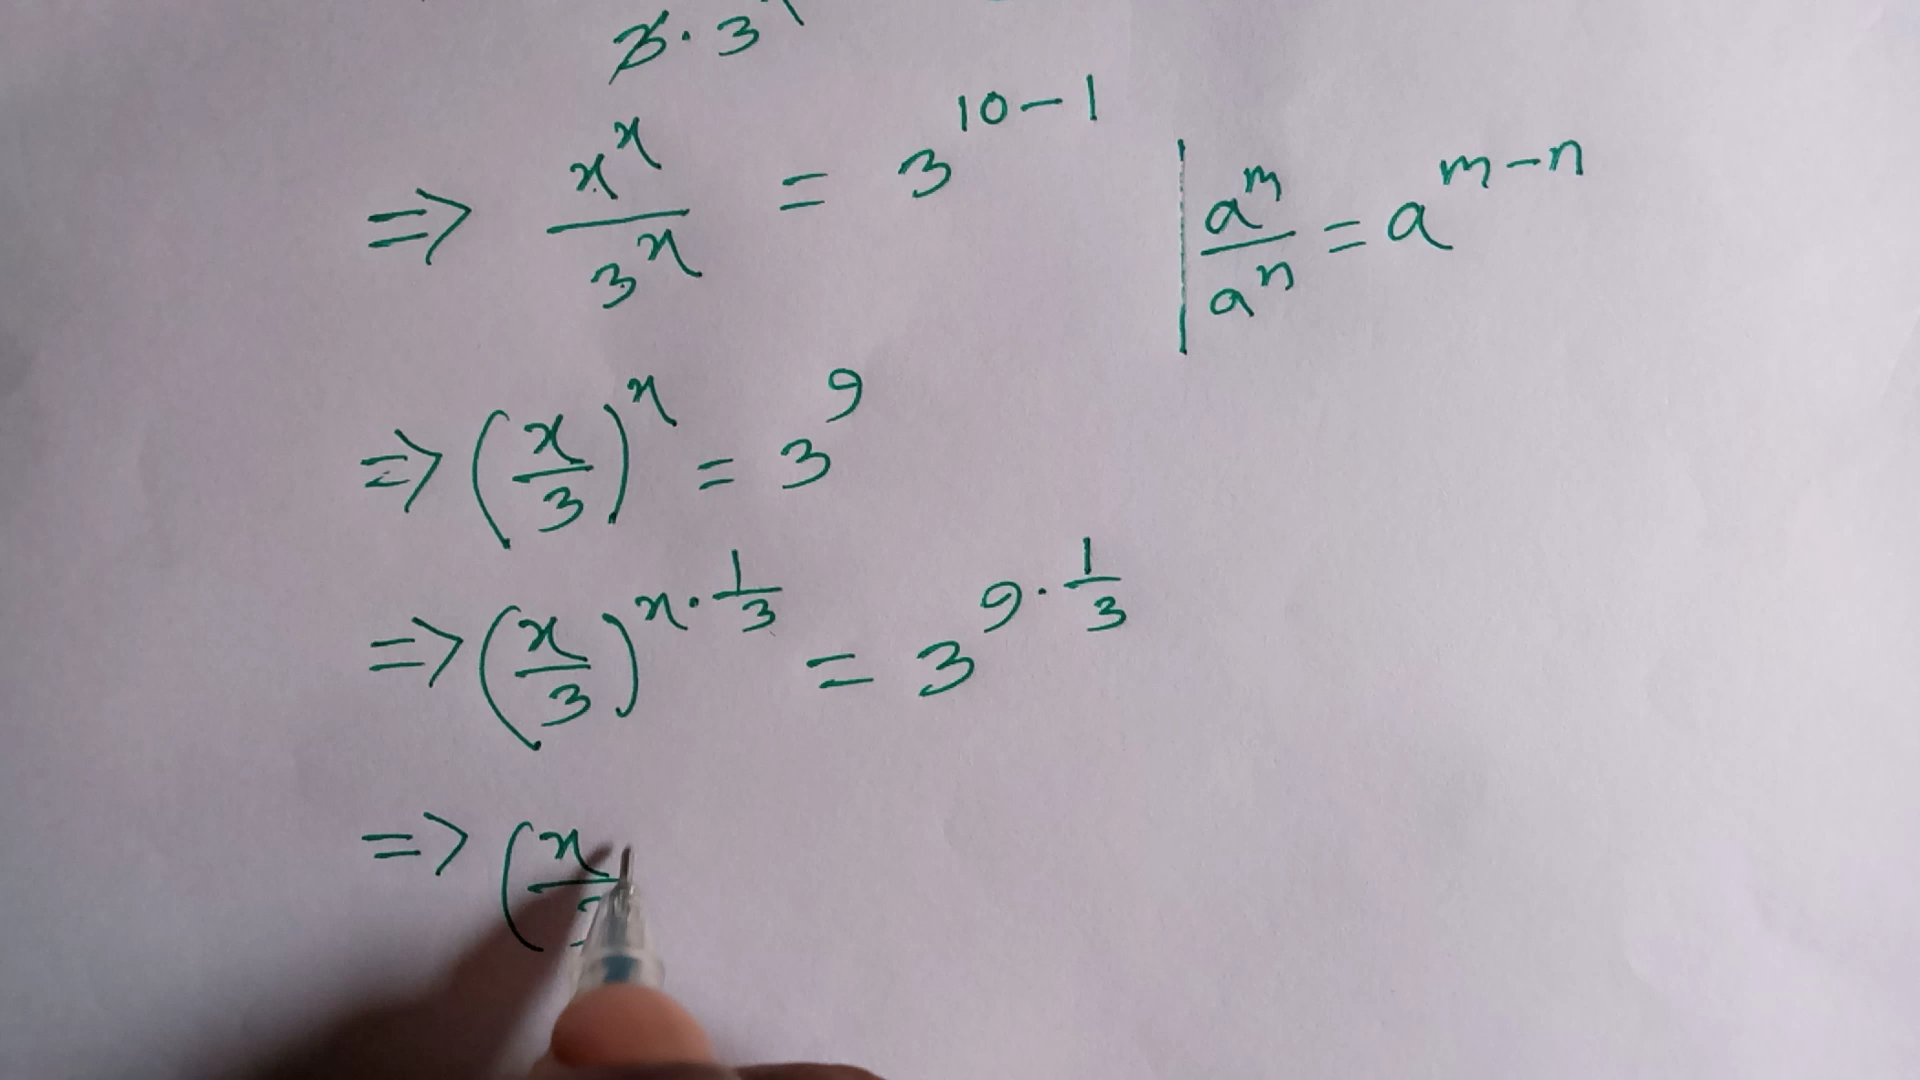 3 · 3
=> x^x / 3^x = 3^(10-1) | a^m / a^n = a^(m-n)
=> (x/3)^x = 3^9
=> (x/3)^(x·1/3) = 3^(9·1/3)
=> (x